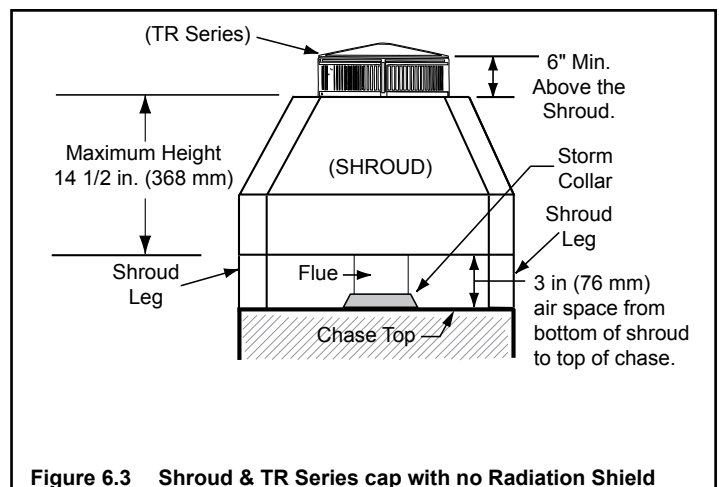 (TR Series)
6" Min.
Above the
Shroud.
Maximum Height
14 1/2 in. (368 mm)
(SHROUD)
Storm
Collar
Shroud
Leg
Shroud
Leg
Flue
3 in (76 mm)
air space from
bottom of shroud
to top of chase.
Chase Top
Figure 6.3 Shroud & TR Series cap with no Radiation Shield